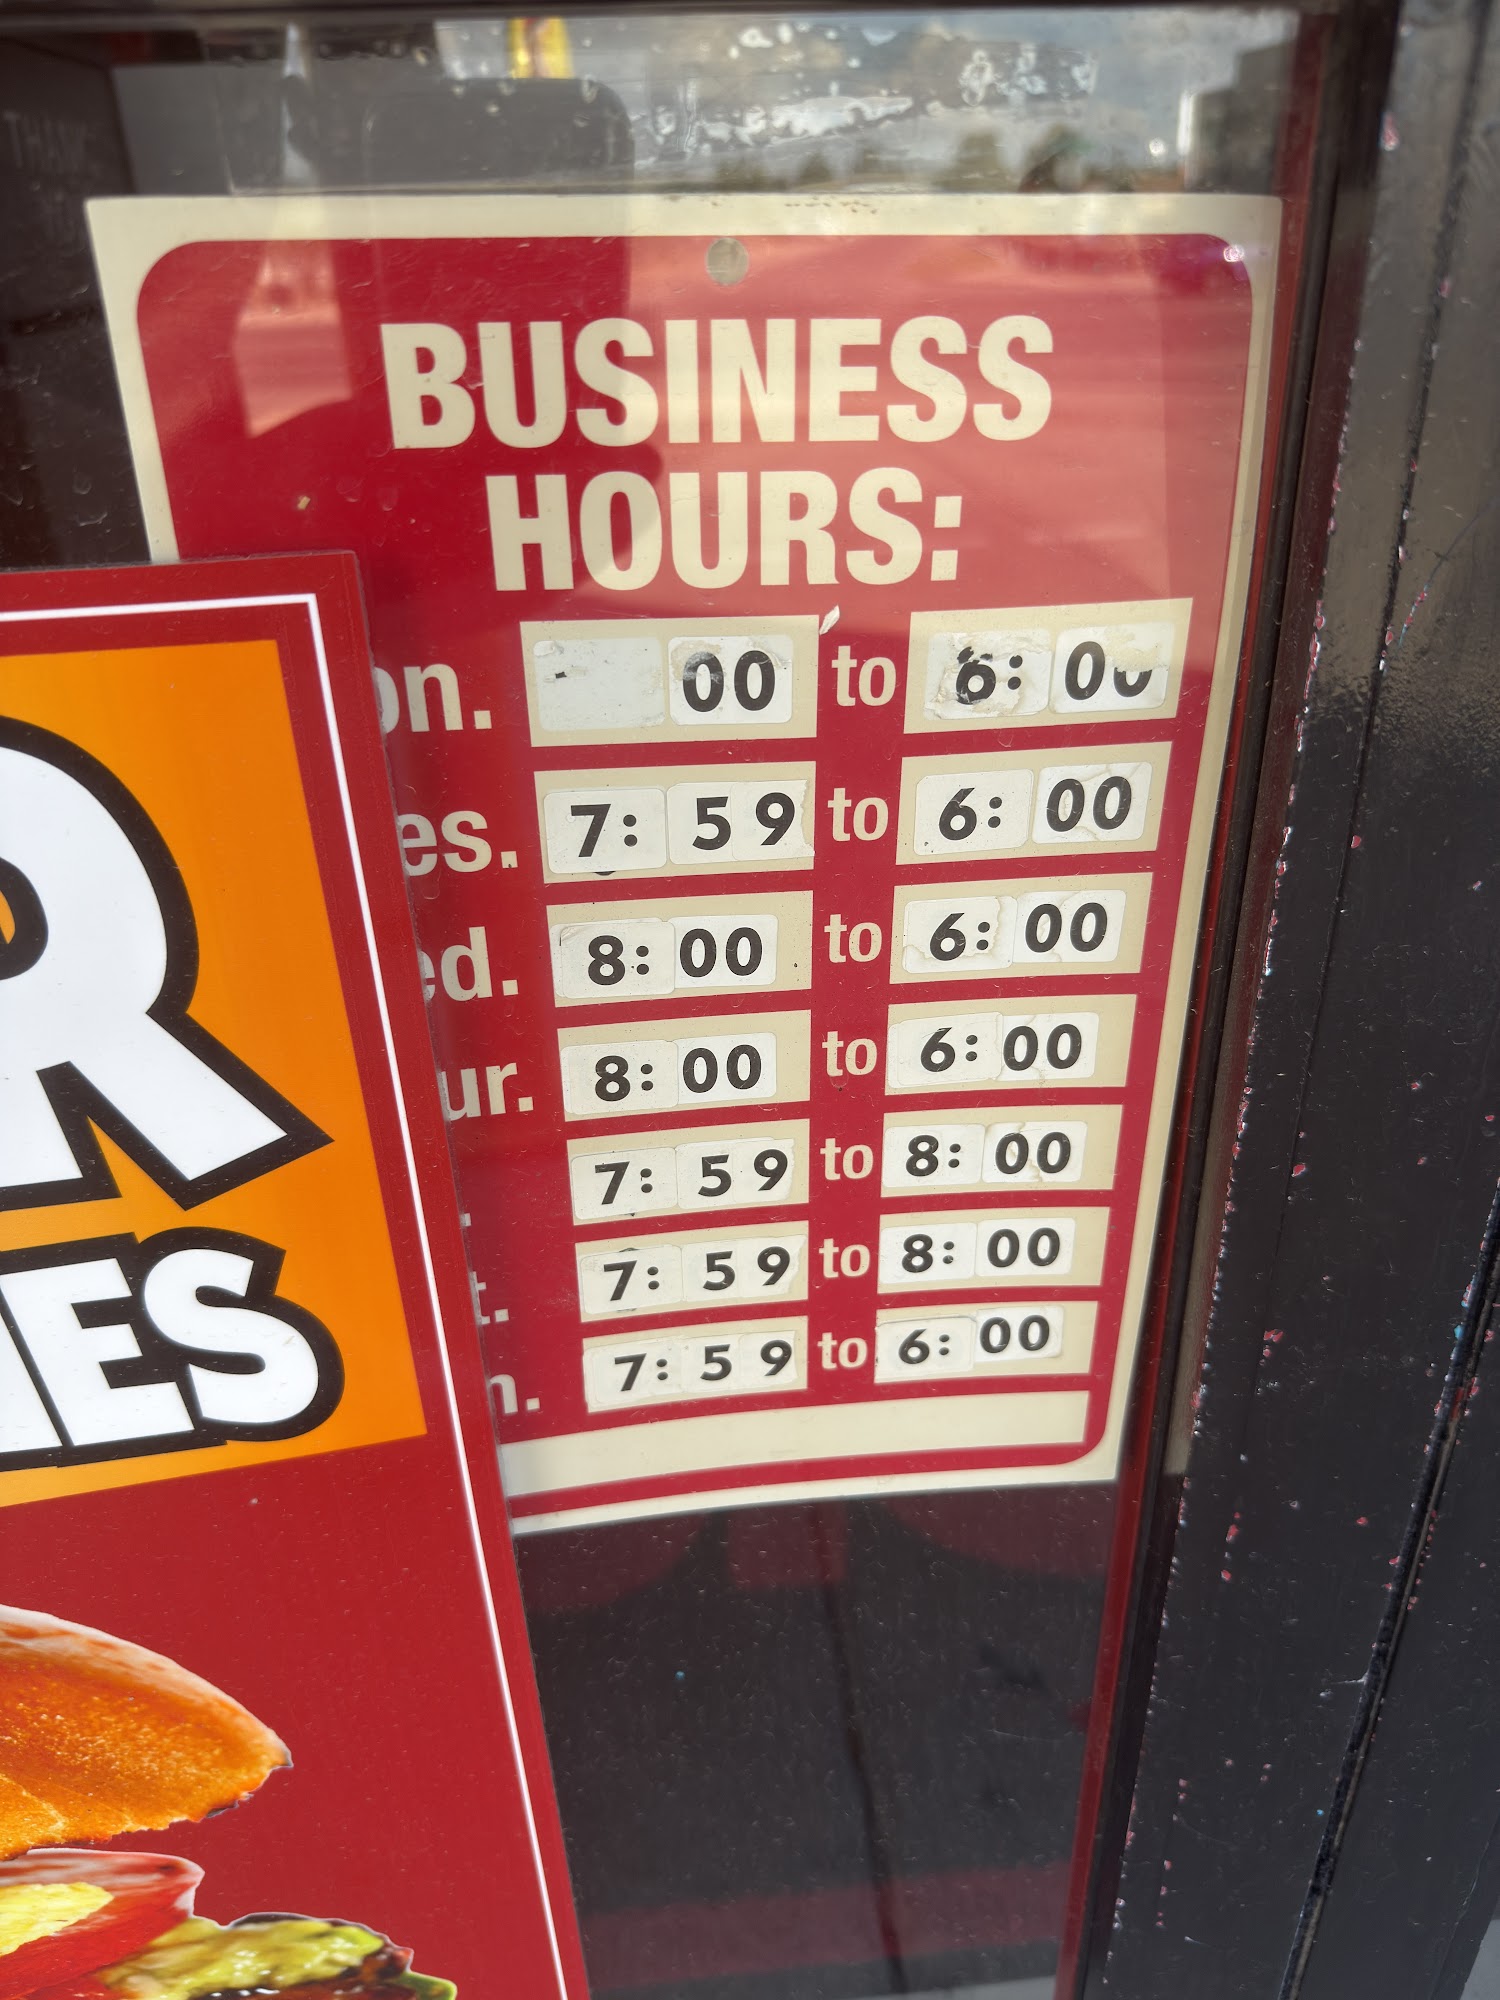 BUSINESS
HOURS:
on. 00 to 6:00
es. 7:59 to 6:00
ed. 8:00 to 6:00
ur. 8:00 to 6:00
7:59 to 8:00
t. 7:59 to 8:00
n. 7:59 to 6:00
R
IES